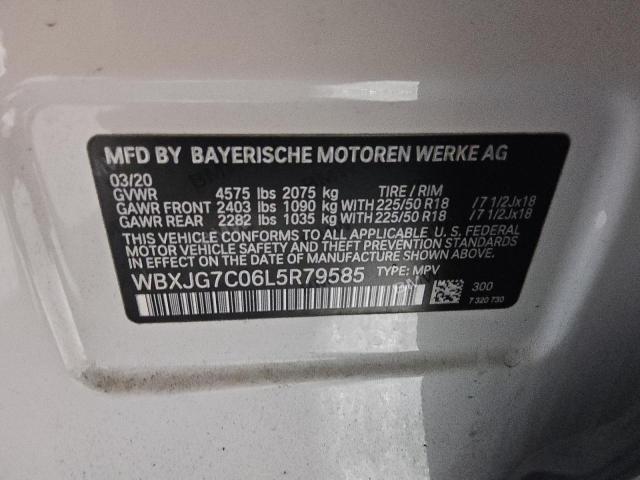 MFD BY BAYERISCHE MOTOREN WERKE AG
03/20
GVWR 4575 lbs 2075 kg TIRE / RIM
GAWR FRONT 2403 lbs 1090 kg WITH 225/50 R18 /7 1/2Jx18
GAWR REAR 2282 lbs 1035 kg WITH 225/50 R18 /7 1/2Jx18
THIS VEHICLE CONFORMS TO ALL APPLICABLE U. S. FEDERAL
MOTOR VEHICLE SAFETY AND THEFT PREVENTION STANDARDS
IN EFFECT ON THE DATE OF MANUFACTURE SHOWN ABOVE.
WBXJG7C06L5R79585 TYPE: MPV
300
7 320 730